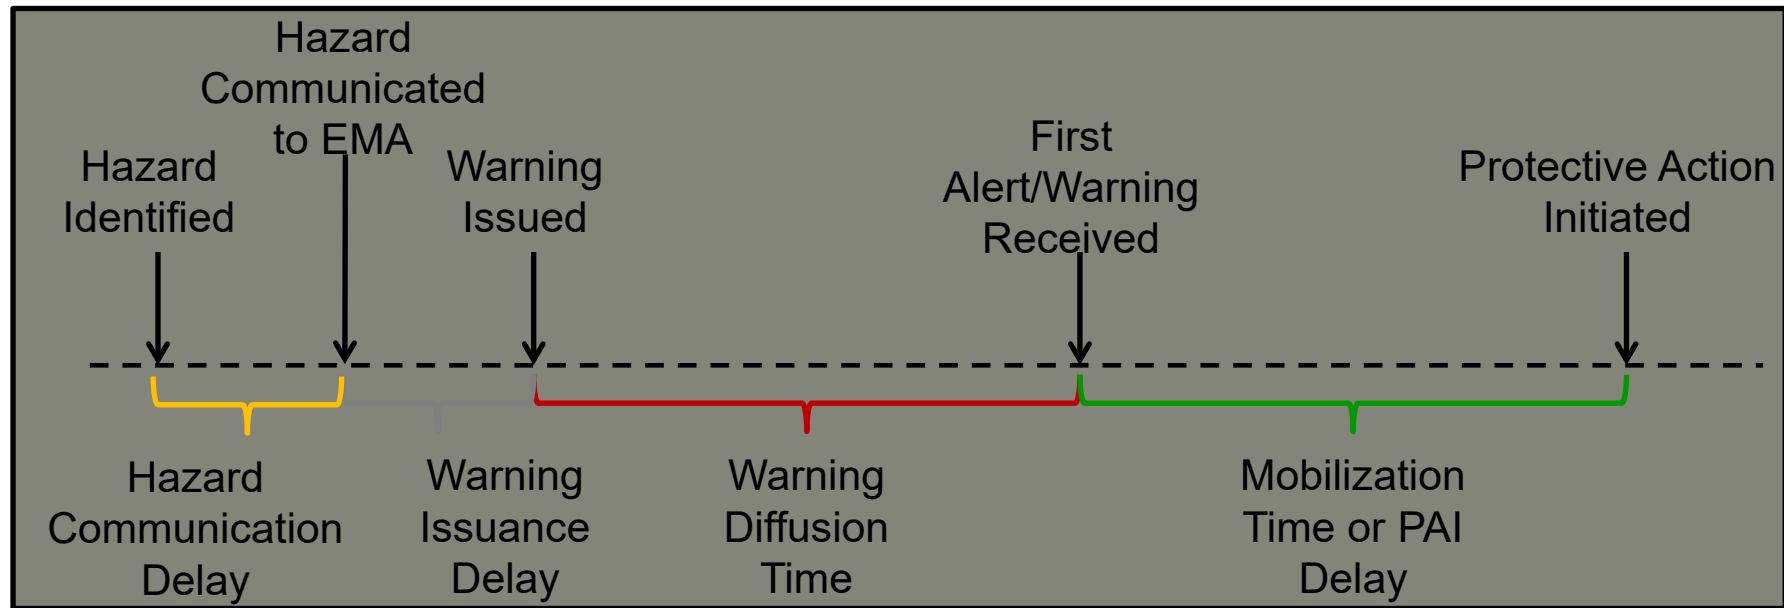 Hazard
Communicated
to EMA
Hazard
Identified
Warning
Issued
First
Alert/Warning
Received
Protective Action
Initiated
Hazard
Communication
Delay
Warning
Issuance
Delay
Warning
Diffusion
Time
Mobilization
Time or PAI
Delay